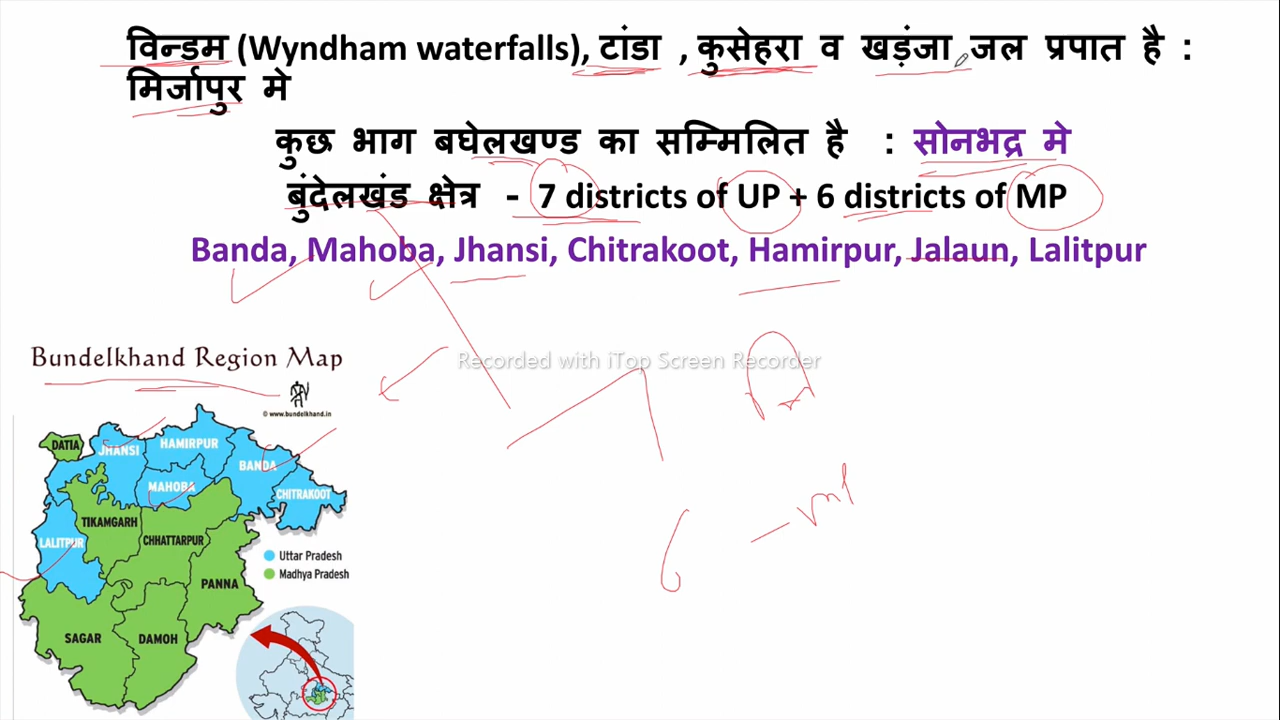 विन्डम (Wyndham waterfalls), टांडा , कुसेहरा व खड़ंजा जल प्रपात है :
मिर्जापुर मे
कुछ भाग बघेलखण्ड का सम्मिलित है : सोनभद्र मे
बुंदेलखंड क्षेत्र - 7 districts of UP + 6 districts of MP
Banda, Mahoba, Jhansi, Chitrakoot, Hamirpur, Jalaun, Lalitpur
Recorded with iTop Screen Recorder
Bundelkhand Region Map
© www.bundelkhand.in
DATIA
JHANSI
HAMIRPUR
BANDA
MAHOBA
CHITRAKOOT
TIKAMGARH
LALITPUR
CHHATTARPUR
Uttar Pradesh
Madhya Pradesh
PANNA
SAGAR
DAMOH
6